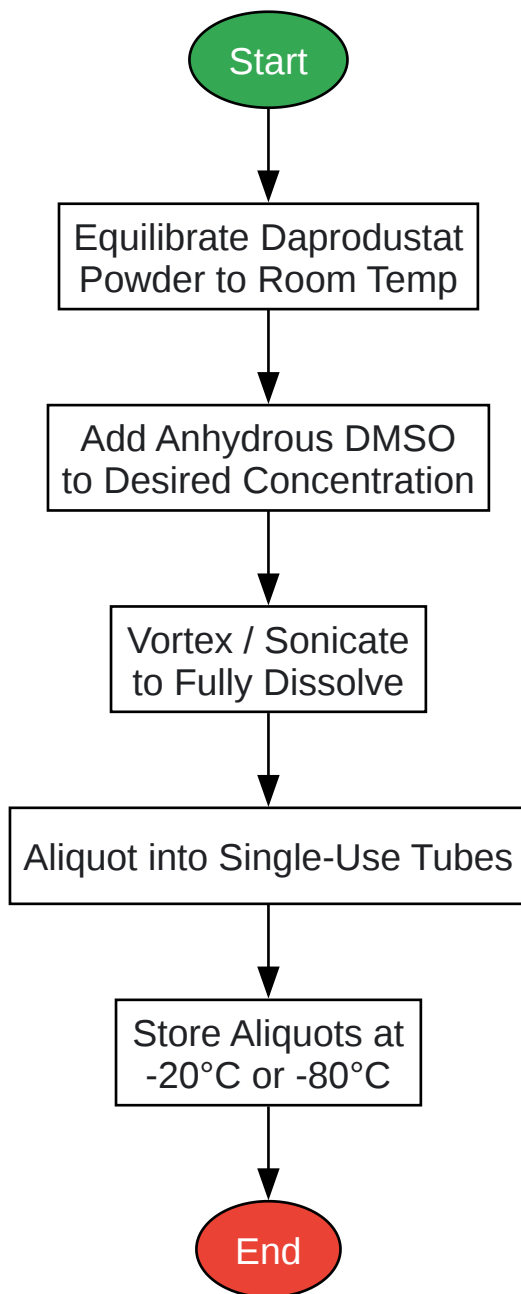 Start
Equilibrate Daprodustat
Powder to Room Temp
Add Anhydrous DMSO
to Desired Concentration
Vortex / Sonicate
to Fully Dissolve
Aliquot into Single-Use Tubes
Store Aliquots at
-20°C or -80°C
End